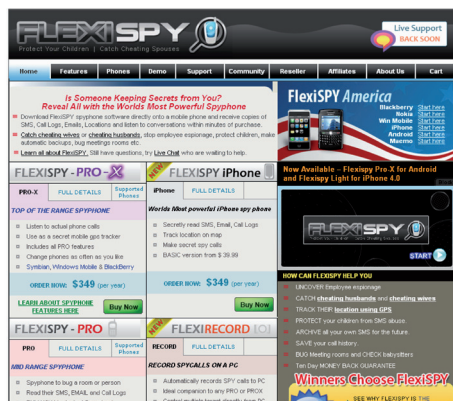 FLEXISPY
Protect Your Children | Catch Cheating Spouses
Live Support
BACK SOON
Home Features Phones Demo Support Community Reseller Affiliates About Us Cart
Is Someone Keeping Secrets from You?
Reveal All with the Worlds Most Powerful Spyphone
Download FlexiSPY spyphone software directly onto a mobile phone and receive copies of
SMS, Call Logs, Emails, Locations and listen to conversations within minutes of purchase.
Catch cheating wives or cheating husbands, stop employee espionage, protect children, make
automatic backups, bug meetings rooms etc.
Learn all about FlexiSPY. Still have questions, try Live Chat who are waiting to help.
FlexiSPY America
Blackberry Start here
Nokia Start here
Win Mobile Start here
iPhone Start here
Android Start here
Maemo Start here
Now Available - Flexispy Pro-X for Android
and Flexispy Light for iPhone 4.0
FLEXISPY - PRO-X
PRO-X FULL DETAILS Supported
Phones
TOP OF THE RANGE SPYPHONE
Listen to actual phone calls
Use as a secret mobile gps tracker
Includes all PRO features
Change phones as often as you like
Symbian, Windows Mobile & BlackBerry
ORDER NOW: $349 (per year)
LEARN ABOUT SPYPHONE
FEATURES HERE
Buy Now
NEW
FLEXISPY iPHONE
iPhone FULL DETAILS
Worlds Most powerful iPhone spy phone
Secretly read SMS, Email, Call Logs
Track location on map
Make secret spy calls
BASIC version from $ 39.99
ORDER NOW: $349 (per year)
Buy Now
FLEXISPY
START
HOW CAN FLEXISPY HELP YOU
UNCOVER Employee espionage
CATCH cheating husbands and cheating wives
TRACK THEIR location using GPS
PROTECT your children from SMS abuse
ARCHIVE all your own SMS for the future.
SAVE your call history.
BUG Meeting rooms and CHECK babysitters
Ten Day MONEY BACK GUARANTEE
Winners Choose FlexiSPY
SEE WHY FLEXISPY IS THE
FLEXISPY - PRO
PRO FULL DETAILS Supported
Phones
MID RANGE SPYPHONE
Spyphone to bug a room or person
Read their SMS, EMAIL and Call Logs
NEW
FLEXIRECORD
RECORD FULL DETAILS
RECORD SPYCALLS ON A PC
Automatically records SPY calls to PC
Ideal companion to any PRO or PROX